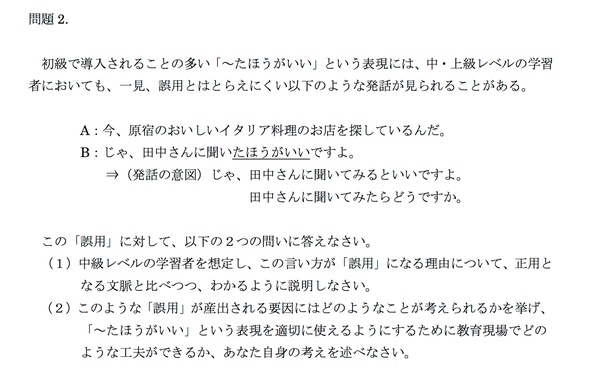 問題 2.
初級で導入されることの多い「～たほうがいい」という表現には、中・上級レベルの学習
者においても、一見、誤用とはとらえにくい以下のような発話が見られることがある。
A：今、原宿のおいしいイタリア料理のお店を探しているんだ。
B：じゃ、田中さんに聞いたほうがいいですよ。
⇒（発話の意図）じゃ、田中さんに聞いてみるといいですよ。
田中さんに聞いてみたらどうですか。
この「誤用」に対して、以下の２つの問いに答えなさい。
（１）中級レベルの学習者を想定し、この言い方が「誤用」になる理由について、正用と
なる文脈と比べつつ、わかるように説明しなさい。
（２）このような「誤用」が産出される要因にはどのようなことが考えられるかを挙げ、
「～たほうがいい」という表現を適切に使えるようにするために教育現場でどの
ような工夫ができるか、あなた自身の考えを述べなさい。